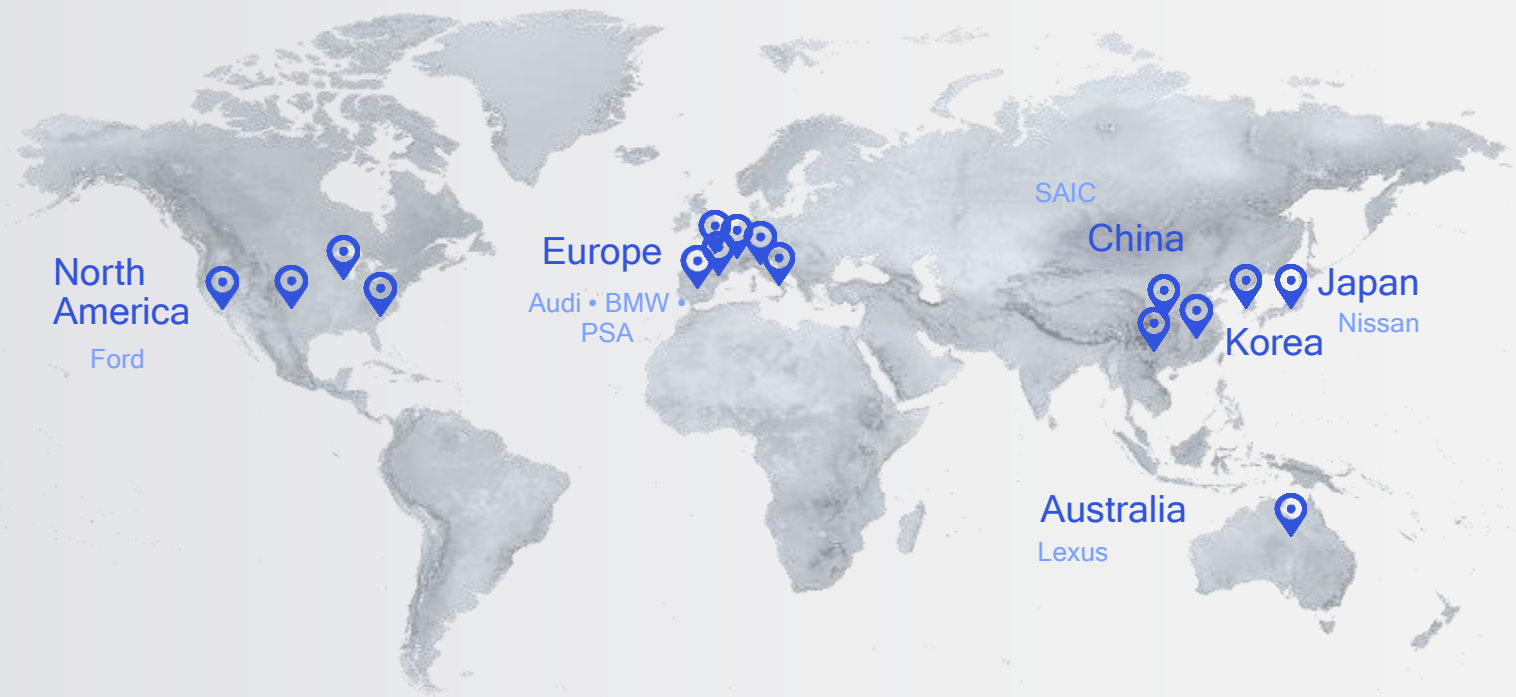 North
America
Ford
Europe
Audi • BMW •
PSA
SAIC
China
Japan
Nissan
Korea
Australia
Lexus